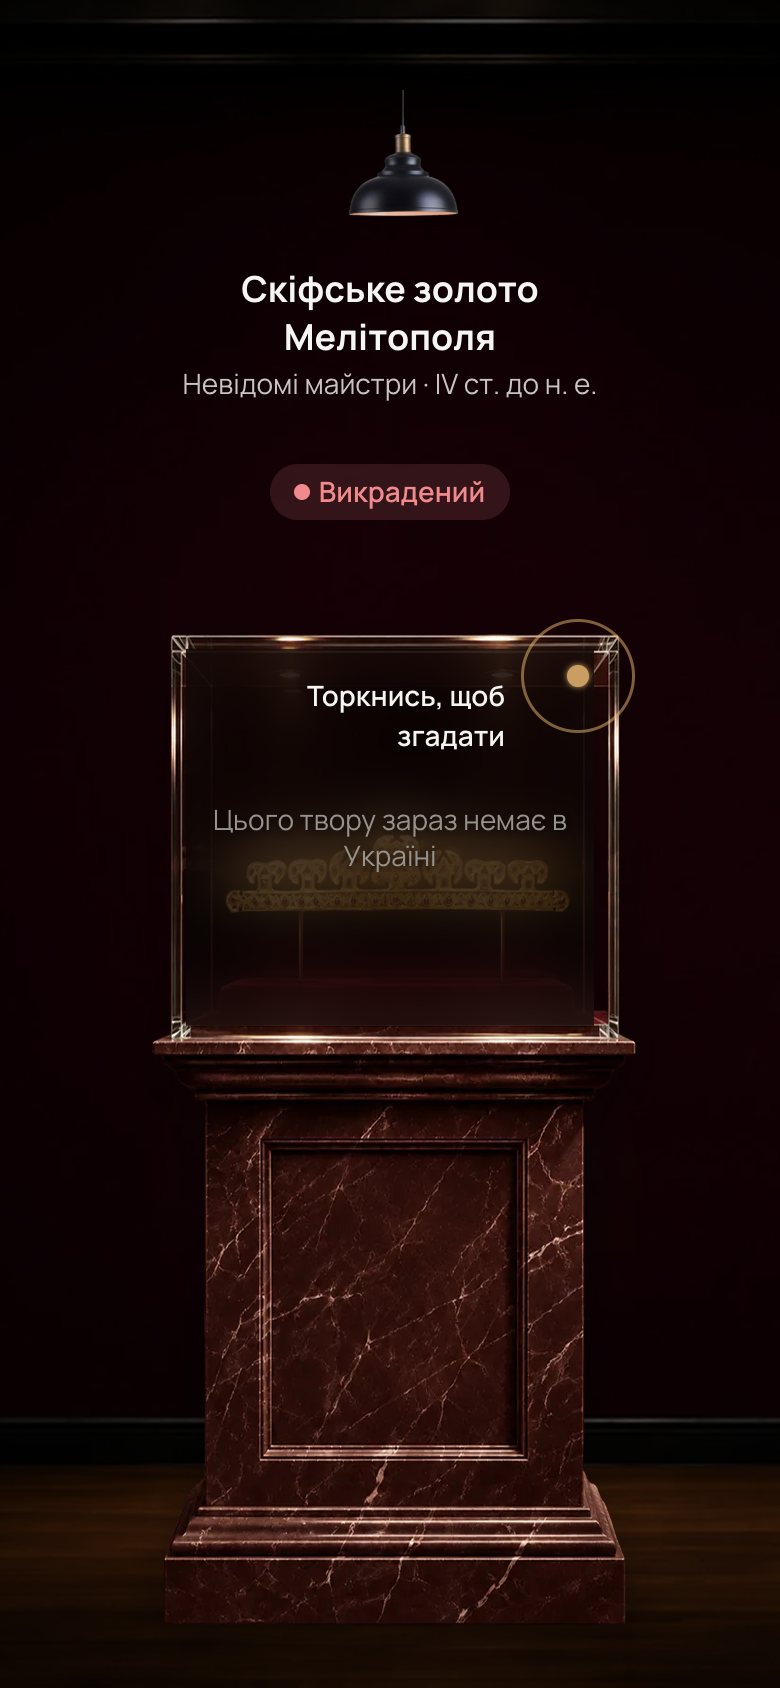 Скіфське золото
Мелітополя
Невідомі майстри · IV ст. до н. е.
Викрадений
Торкнись, щоб
згадати
Цього твору зараз немає в
Україні